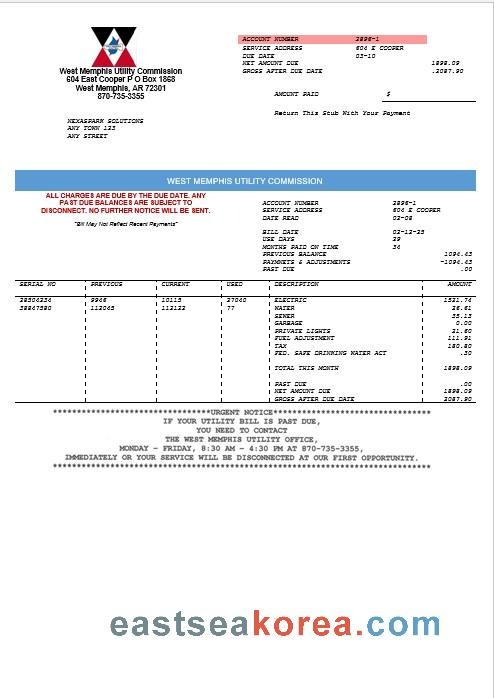 West Memphis Utility Commission
604 East Cooper P O Box 1868
West Memphis, AR 72301
870-735-3355
ACCOUNT NUMBER 2896-1
SERVICE ADDRESS 604 E COOPER
DUE DATE 03-10
NET AMOUNT DUE 1898.09
GROSS AFTER DUE DATE .2087.90
AMOUNT PAID $
Return This Stub With Your Payment
NEXASPARK SOLUTIONS
ANY TOWN 123
ANY STREET
WEST MEMPHIS UTILITY COMMISSION
ALL CHARGES ARE DUE BY THE DUE DATE. ANY
PAST DUE BALANCES ARE SUBJECT TO
DISCONNECT. NO FURTHER NOTICE WILL BE SENT.
"Bill May Not Reflect Recent Payments"
ACCOUNT NUMBER 2896-1
SERVICE ADDRESS 604 E COOPER
DATE READ 02-08
BILL DATE 02-12-25
USE DAYS 29
MONTHS PAID ON TIME 34
PREVIOUS BALANCE 1094.43
PAYMNETS & ADJUSTMENTS -1094.43
PAST DUE .00
SERIAL NO PREVIOUS CURRENT USED DESCRIPTION AMOUNT
28504234 9946 10115 27040 ELECTRIC 1521.74
38847580 112045 112122 77 WATER 26.61
SEWER 35.13
GARBAGE 0.00
PRIVATE LIGHTS 21.60
FUEL ADJUSTMENT 111.91
TAX 180.80
FED. SAFE DRINKING WATER ACT .30
TOTAL THIS MONTH 1898.09
PAST DUE .00
NET AMOUNT DUE 1898.09
GROSS AFTER DUE DATE 2087.90
**********************************URGENT NOTICE**********************************
IF YOUR UTILITY BILL IS PAST DUE,
YOU NEED TO CONTACT
THE WEST MEMPHIS UTILITY OFFICE,
MONDAY – FRIDAY, 8:30 AM – 4:30 PM AT 870-735-3355,
IMMEDIATELY OR YOUR SERVICE WILL BE DISCONNECTED AT OUR FIRST OPPORTUNITY.
*********************************************************************************
eastseakorea.com